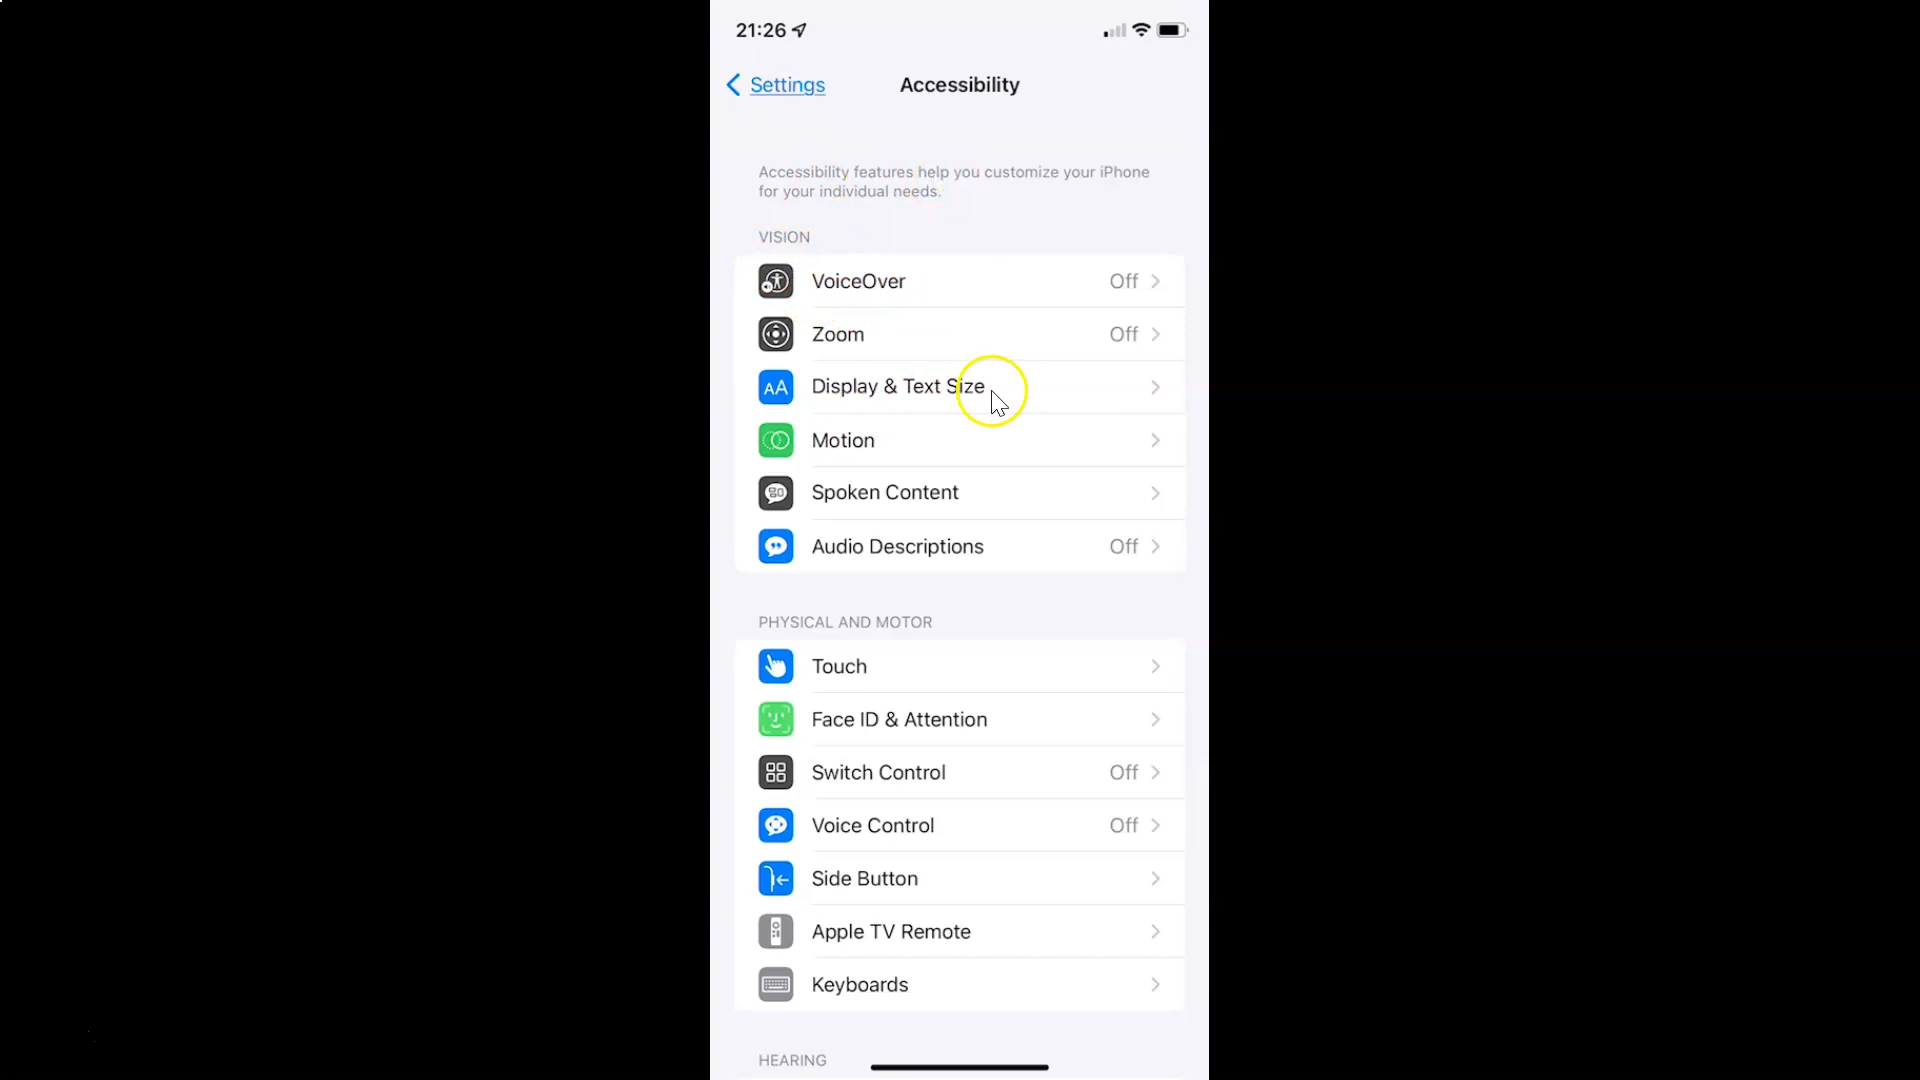 21:26
Settings
Accessibility
Accessibility features help you customize your iPhone
for your individual needs.
VISION
VoiceOver Off
Zoom Off
AA Display & Text Size
Motion
Spoken Content
Audio Descriptions Off
PHYSICAL AND MOTOR
Touch
Face ID & Attention
Switch Control Off
Voice Control Off
Side Button
Apple TV Remote
Keyboards
HEARING